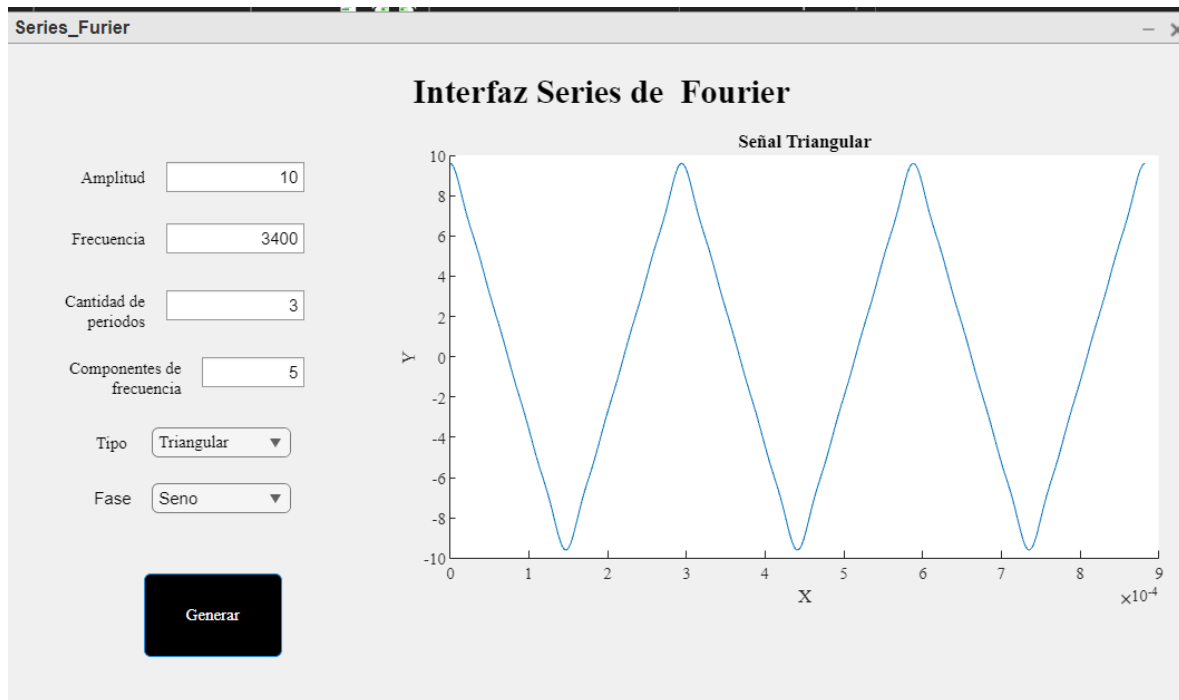 Series_Furier
Interfaz Series de Fourier
Amplitud
10
Frecuencia
3400
Cantidad de
periodos
3
Componentes de
frecuencia
5
Tipo
Triangular
Fase
Seno
Generar
Señal Triangular
10
8
6
4
2
0
-2
-4
-6
-8
-10
Y
0 1 2 3 4 5 6 7 8 9
X
×10-4